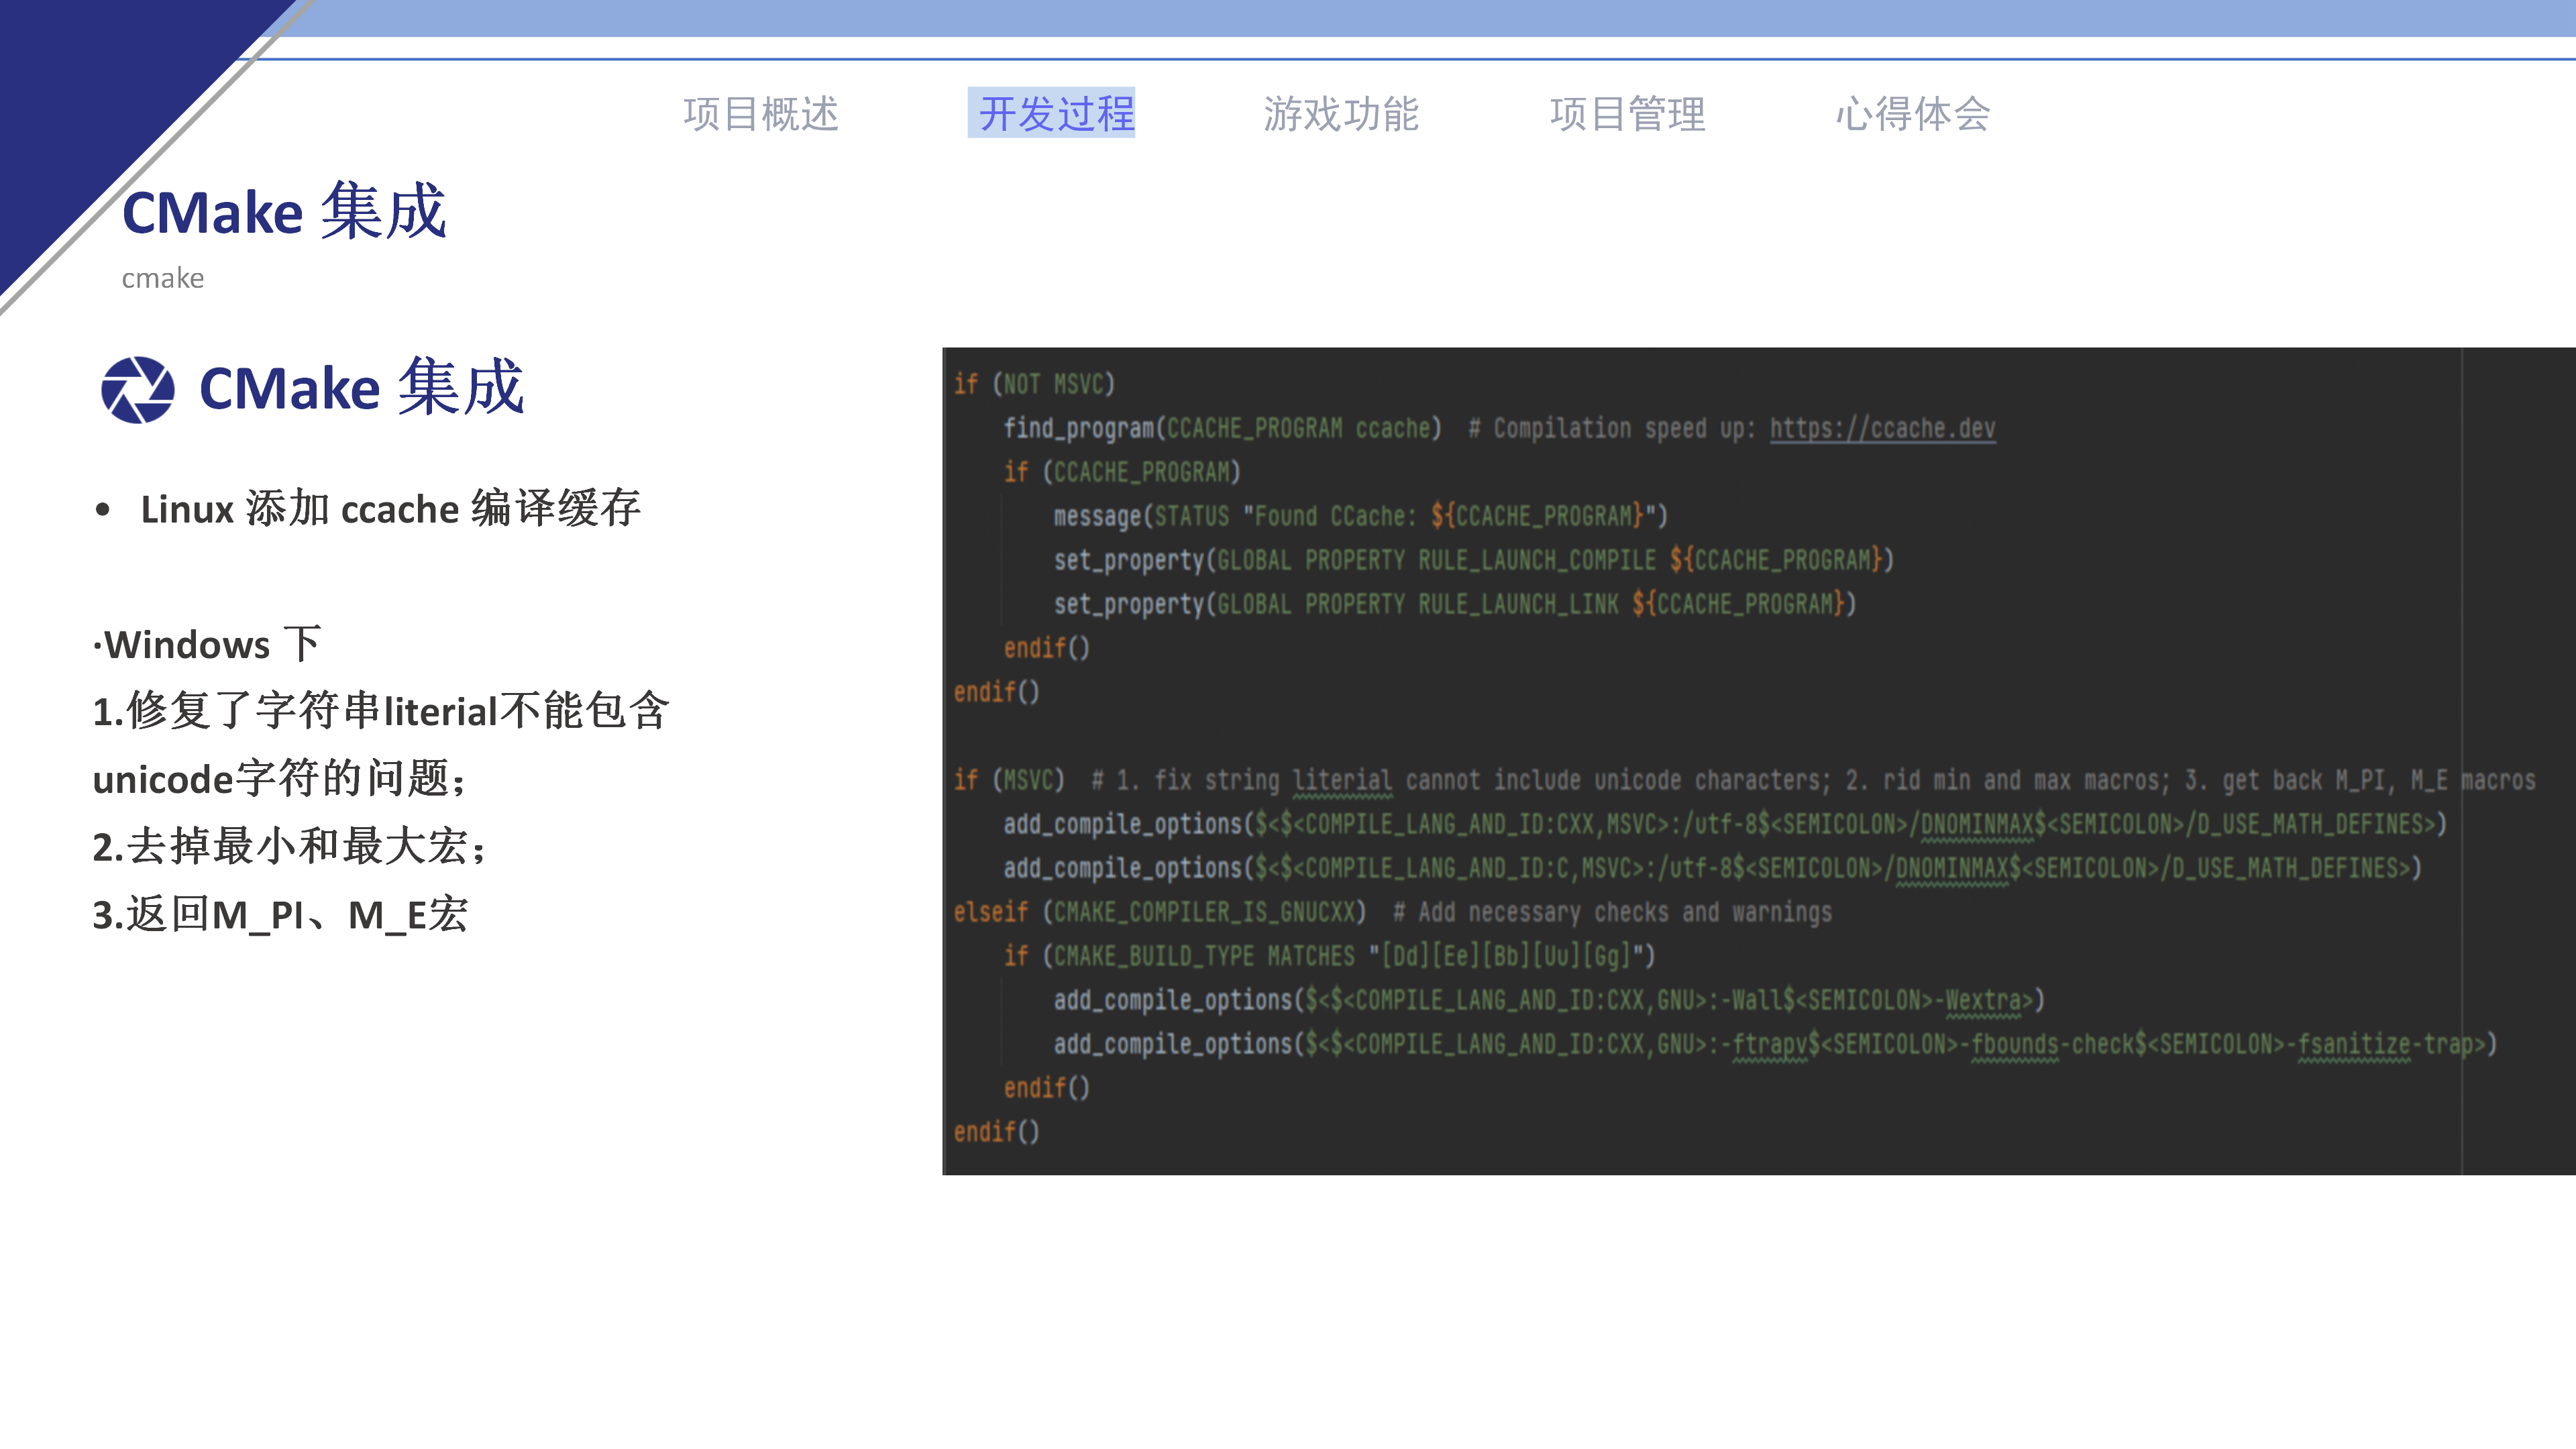 项目概述 开发过程 游戏功能 项目管理 心得体会
CMake 集成
cmake
CMake 集成
• Linux 添加 ccache 编译缓存
·Windows 下
1.修复了字符串literial不能包含
unicode字符的问题；
2.去掉最小和最大宏；
3.返回M_PI、M_E宏
if (NOT MSVC)
    find_program(CCACHE_PROGRAM ccache)  # Compilation speed up: https://ccache.dev
    if (CCACHE_PROGRAM)
        message(STATUS "Found CCache: ${CCACHE_PROGRAM}")
        set_property(GLOBAL PROPERTY RULE_LAUNCH_COMPILE ${CCACHE_PROGRAM})
        set_property(GLOBAL PROPERTY RULE_LAUNCH_LINK ${CCACHE_PROGRAM})
    endif()
endif()
if (MSVC)  # 1. fix string literial cannot include unicode characters; 2. rid min and max macros; 3. get back M_PI, M_E macros
    add_compile_options($<$<COMPILE_LANG_AND_ID:CXX,MSVC>:/utf-8$<SEMICOLON>/DNOMINMAX$<SEMICOLON>/D_USE_MATH_DEFINES>)
    add_compile_options($<$<COMPILE_LANG_AND_ID:C,MSVC>:/utf-8$<SEMICOLON>/DNOMINMAX$<SEMICOLON>/D_USE_MATH_DEFINES>)
elseif (CMAKE_COMPILER_IS_GNUCXX)  # Add necessary checks and warnings
    if (CMAKE_BUILD_TYPE MATCHES "[Dd][Ee][Bb][Uu][Gg]")
        add_compile_options($<$<COMPILE_LANG_AND_ID:CXX,GNU>:-Wall$<SEMICOLON>-Wextra>)
        add_compile_options($<$<COMPILE_LANG_AND_ID:CXX,GNU>:-ftrapv$<SEMICOLON>-fbounds-check$<SEMICOLON>-fsanitize-trap>)
    endif()
endif()